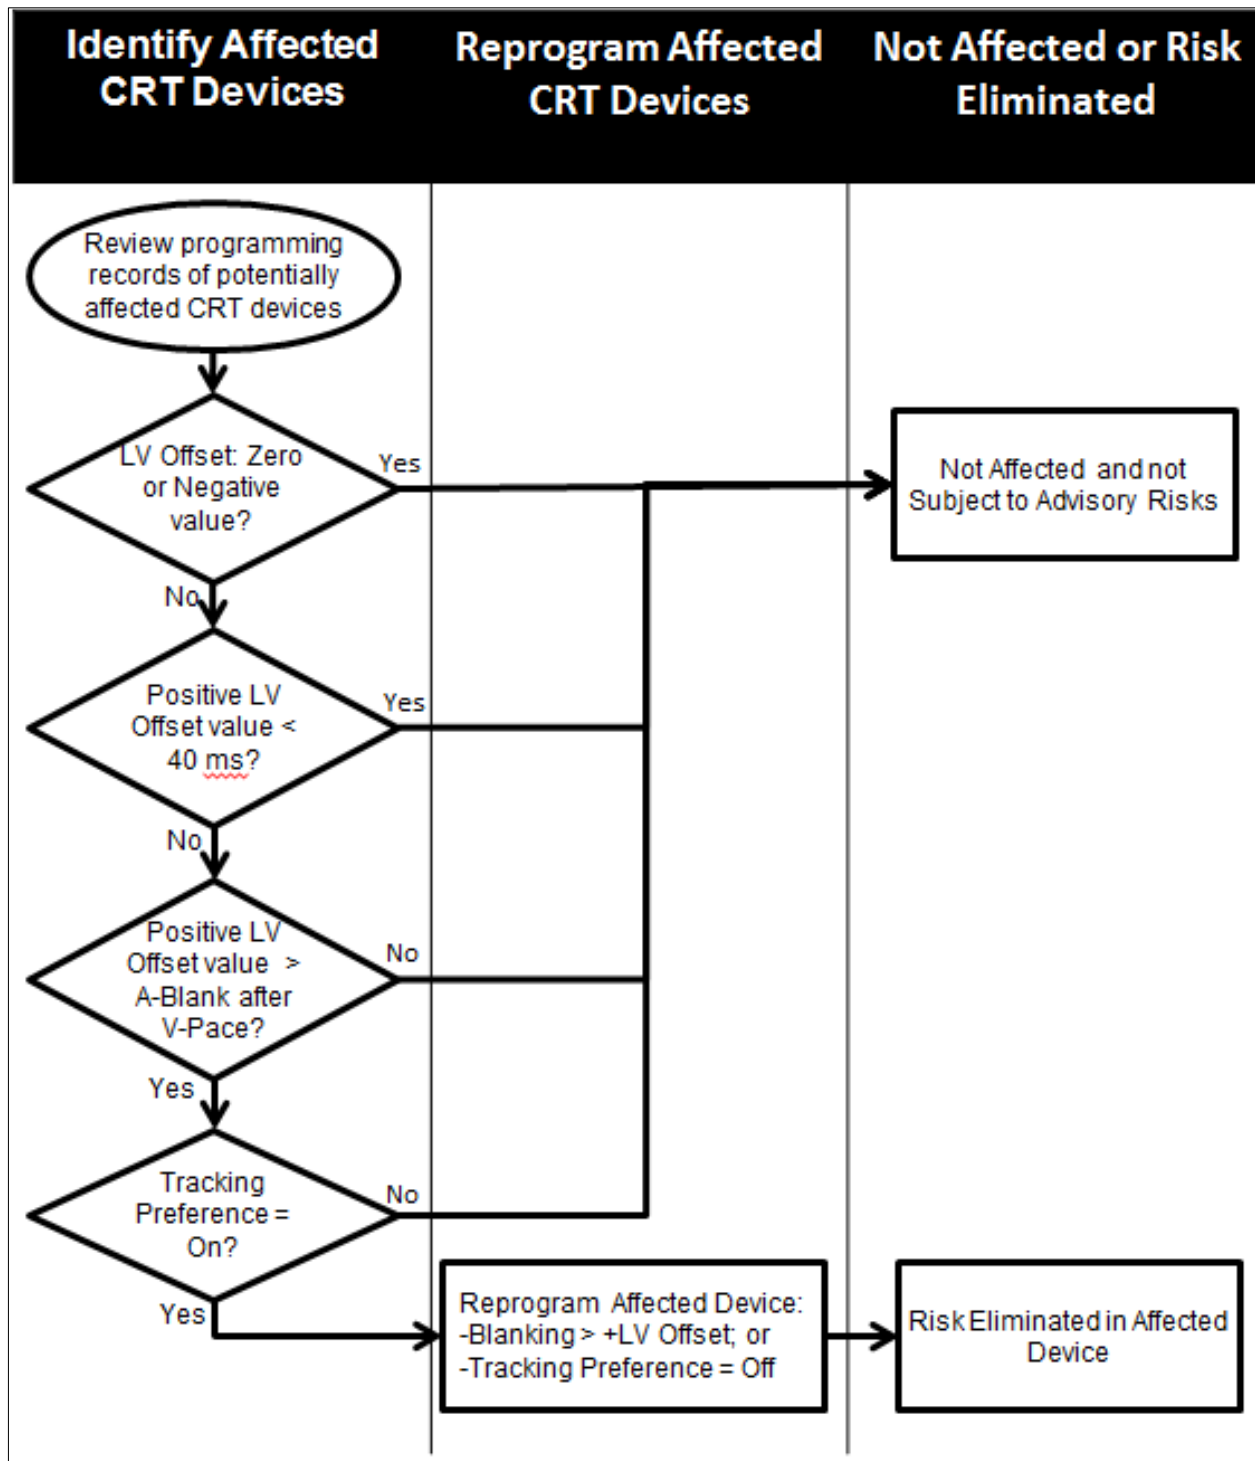 Identify Affected
CRT Devices
Reprogram Affected
CRT Devices
Not Affected or Risk
Eliminated
Review programming
records of potentially
affected CRT devices
LV Offset: Zero
or Negative
value?
Yes
Not Affected and not
Subject to Advisory Risks
No
Positive LV
Offset value <
40 ms?
Yes
No
Positive LV
Offset value >
A-Blank after
V-Pace?
No
Yes
Tracking
Preference =
On?
No
Yes
Reprogram Affected Device:
-Blanking > +LV Offset; or
-Tracking Preference = Off
Risk Eliminated in Affected
Device